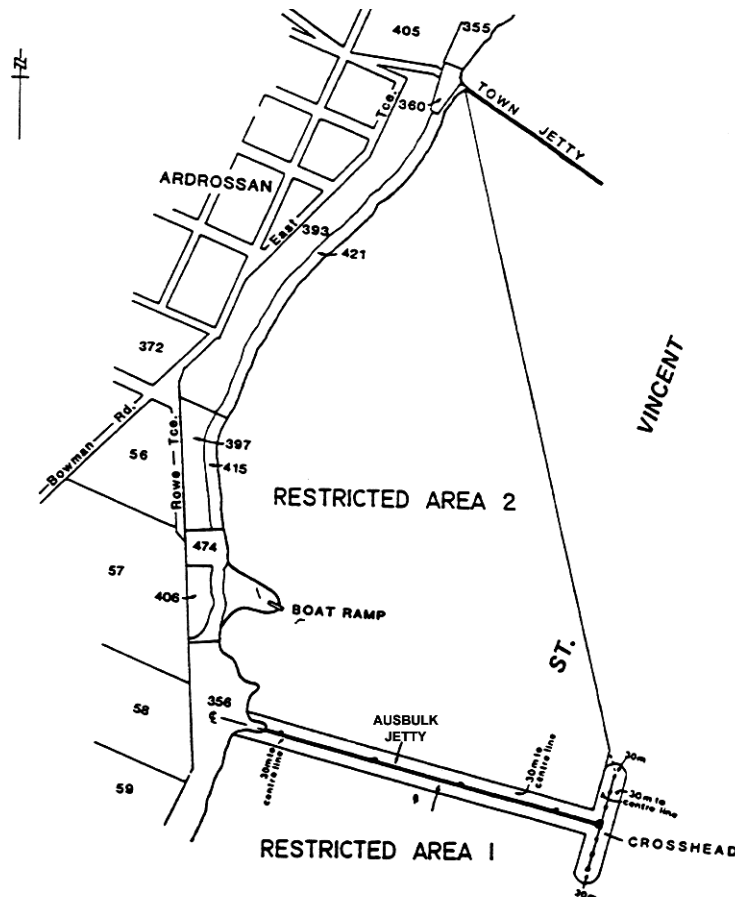 405
355
N
Tce.
360
TOWN JETTY
ARDROSSAN
East
393
421
372
VINCENT
Bowman Rd.
56
Rowe Tce.
397
415
RESTRICTED AREA 2
474
57
406
BOAT RAMP
ST.
356
58
AUSBULK
JETTY
30m to
centre line
30m to
centre line
30m
30m to
centre line
59
CROSSHEAD
RESTRICTED AREA 1
30m